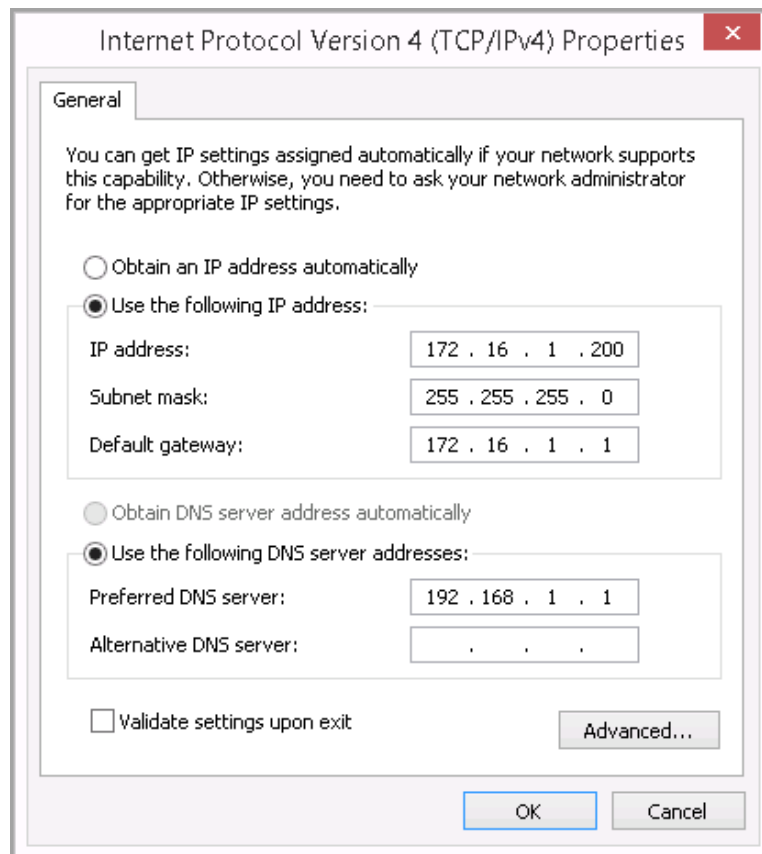 Internet Protocol Version 4 (TCP/IPv4) Properties
General
You can get IP settings assigned automatically if your network supports
this capability. Otherwise, you need to ask your network administrator
for the appropriate IP settings.
Obtain an IP address automatically
Use the following IP address:
IP address: 172 . 16 . 1 . 200
Subnet mask: 255 . 255 . 255 . 0
Default gateway: 172 . 16 . 1 . 1
Obtain DNS server address automatically
Use the following DNS server addresses:
Preferred DNS server: 192 . 168 . 1 . 1
Alternative DNS server: . . .
Validate settings upon exit
Advanced...
OK Cancel